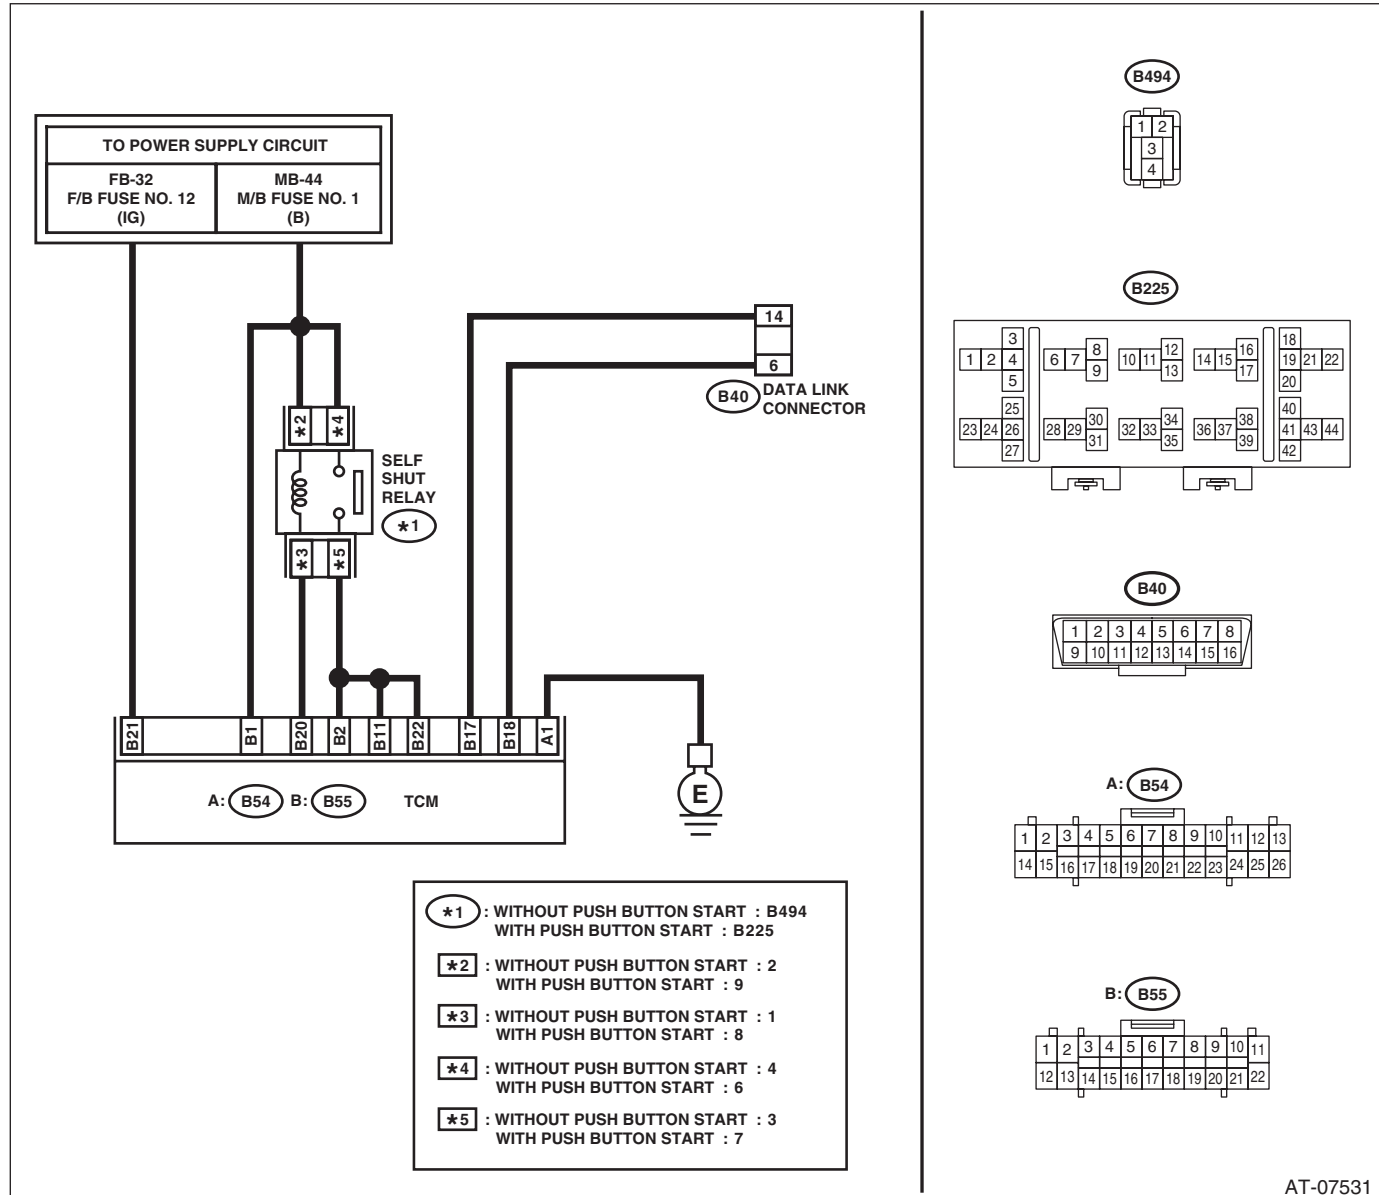 TO POWER SUPPLY CIRCUIT
FB-32
F/B FUSE NO. 12
(IG)
MB-44
M/B FUSE NO. 1
(B)
14
6
B40
DATA LINK
CONNECTOR
*2
*4
SELF
SHUT
RELAY
*1
*3
*5
B21
B1
B20
B2
B11
B22
B17
B18
A1
A: B54 B: B55 TCM
E
*1 : WITHOUT PUSH BUTTON START : B494
WITH PUSH BUTTON START : B225
*2 : WITHOUT PUSH BUTTON START : 2
WITH PUSH BUTTON START : 9
*3 : WITHOUT PUSH BUTTON START : 1
WITH PUSH BUTTON START : 8
*4 : WITHOUT PUSH BUTTON START : 4
WITH PUSH BUTTON START : 6
*5 : WITHOUT PUSH BUTTON START : 3
WITH PUSH BUTTON START : 7
B494
1 2
3
4
B225
3 8 12 16 18
1 2 4 6 7 10 11 14 15 19 21 22
5 9 13 17 20
25 30 34 38 40
23 24 26 28 29 32 33 36 37 41 43 44
27 31 35 39 42
B40
1 2 3 4 5 6 7 8
9 10 11 12 13 14 15 16
A: B54
1 2 3 4 5 6 7 8 9 10 11 12 13
14 15 16 17 18 19 20 21 22 23 24 25 26
B: B55
1 2 3 4 5 6 7 8 9 10 11
12 13 14 15 16 17 18 19 20 21 22
AT-07531